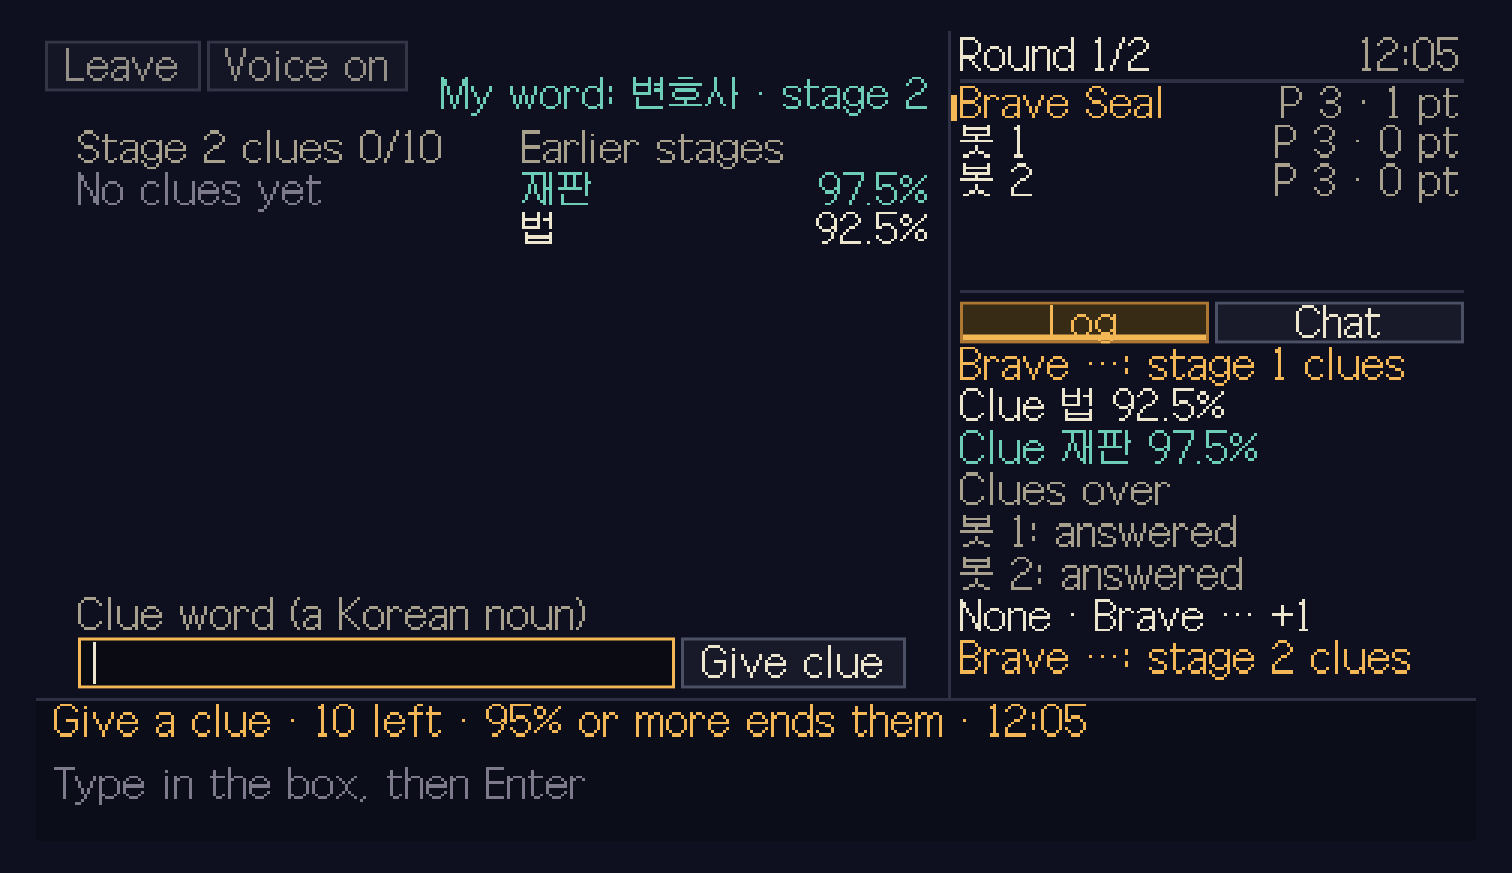 Leave
Voice on
My word: 변호사 · stage 2
Stage 2 clues 0/10
No clues yet
Earlier stages
재판 97.5%
법 92.5%
Clue word (a Korean noun)
Give clue
Round 1/2 12:05
Brave Seal P 3 · 1 pt
봇 1 P 3 · 0 pt
봇 2 P 3 · 0 pt
Log
Chat
Brave ···: stage 1 clues
Clue 법 92.5%
Clue 재판 97.5%
Clues over
봇 1: answered
봇 2: answered
None · Brave ··· +1
Brave ···: stage 2 clues
Give a clue · 10 left · 95% or more ends them · 12:05
Type in the box, then Enter